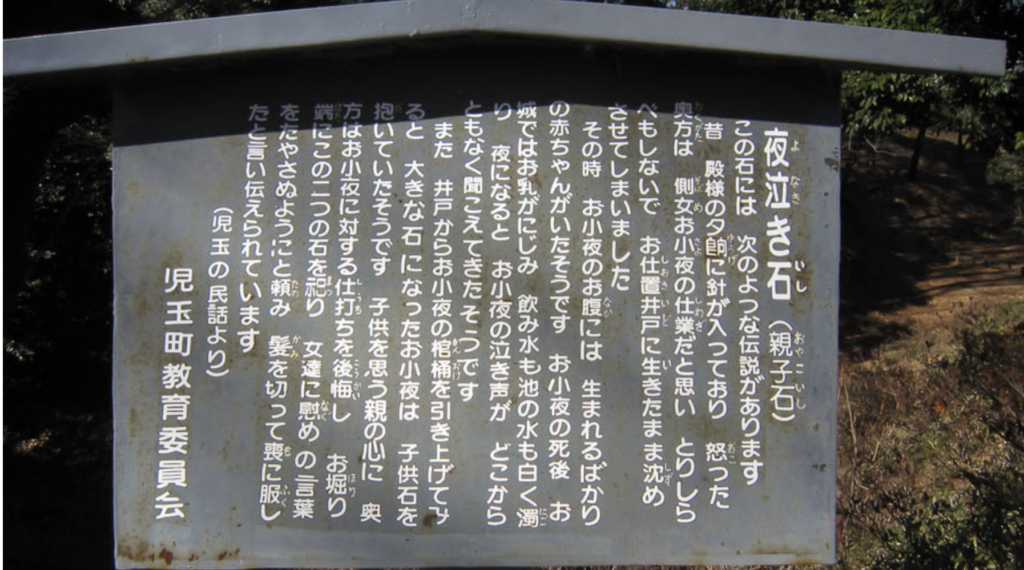 夜泣き石（親子石）
この石には 次のような伝説があります
昔 殿様の夕餉に針が入っており 怒った
奥方は 側女お小夜の仕業だと思い とりしら
べもしないで お仕置井戸に生きたまま沈め
させてしまいました
その時 お小夜のお腹には 生まれるばかり
の赤ちゃんがいたそうです お小夜の死後 お
城ではお乳がにじみ 飲み水も池の水も白く濁
り 夜になると お小夜の泣き声が どこから
ともなく聞こえてきたそうです
また 井戸からお小夜の棺桶を引き上げてみ
ると 大きな石になったお小夜は 子供石を
抱いていたそうです 子供を思う親の心に 奥
方はお小夜に対する仕打ちを後悔し お堀り
端にこの二つの石を祀り 女達に慰めの言葉
をたやさぬようにと頼み 髪を切って喪に服し
たと言い伝えられています
（児玉の民話より）
児玉町教育委員会